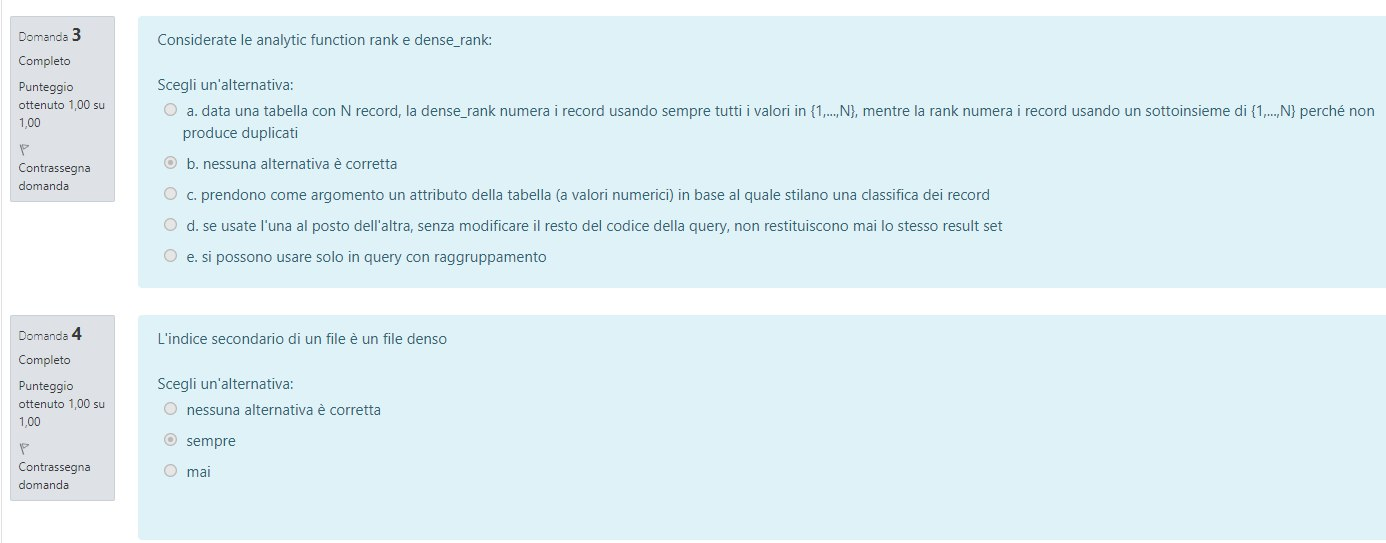 Domanda 3
Completo
Punteggio
ottenuto 1,00 su
1,00
Contrassegna
domanda
Considerate le analytic function rank e dense_rank:
Scegli un'alternativa:
a. data una tabella con N record, la dense_rank numera i record usando sempre tutti i valori in {1,...,N}, mentre la rank numera i record usando un sottoinsieme di {1,...,N} perché non
produce duplicati
b. nessuna alternativa è corretta
c. prendono come argomento un attributo della tabella (a valori numerici) in base al quale stilano una classifica dei record
d. se usate l'una al posto dell'altra, senza modificare il resto del codice della query, non restituiscono mai lo stesso result set
e. si possono usare solo in query con raggruppamento
Domanda 4
Completo
Punteggio
ottenuto 1,00 su
1,00
Contrassegna
domanda
L'indice secondario di un file è un file denso
Scegli un'alternativa:
nessuna alternativa è corretta
sempre
mai